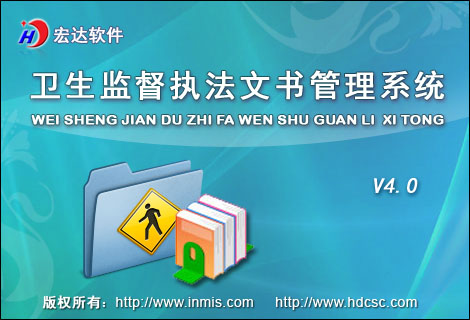 宏达软件
卫生监督执法文书管理系统
WEI SHENG JIAN DU ZHI FA WEN SHU GUAN LI XI TONG
V4. 0
版权所有：http://www.inmis.com http://www.hdcsc.com